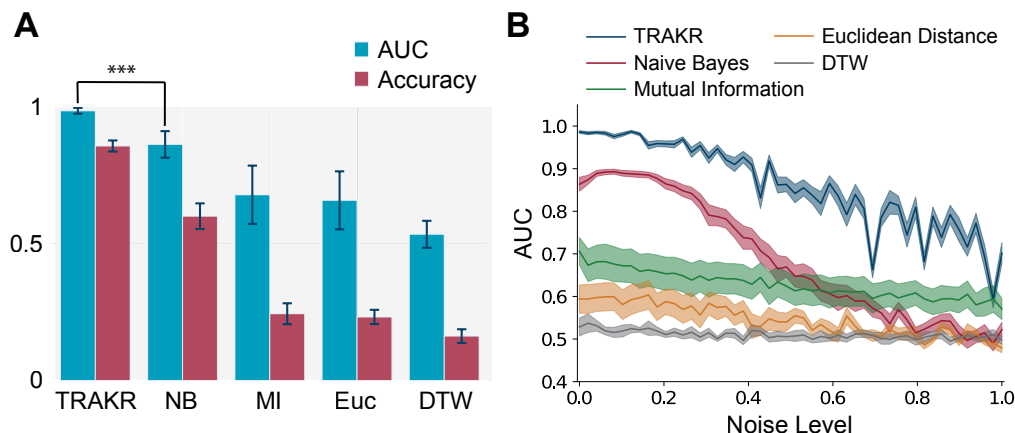 A
AUC
Accuracy
***
1
0.5
0
TRAKR NB MI Euc DTW
B
TRAKR Euclidean Distance
Naive Bayes DTW
Mutual Information
1.0
0.9
0.8
0.7
0.6
0.5
0.4
AUC
0.0 0.2 0.4 0.6 0.8 1.0
Noise Level